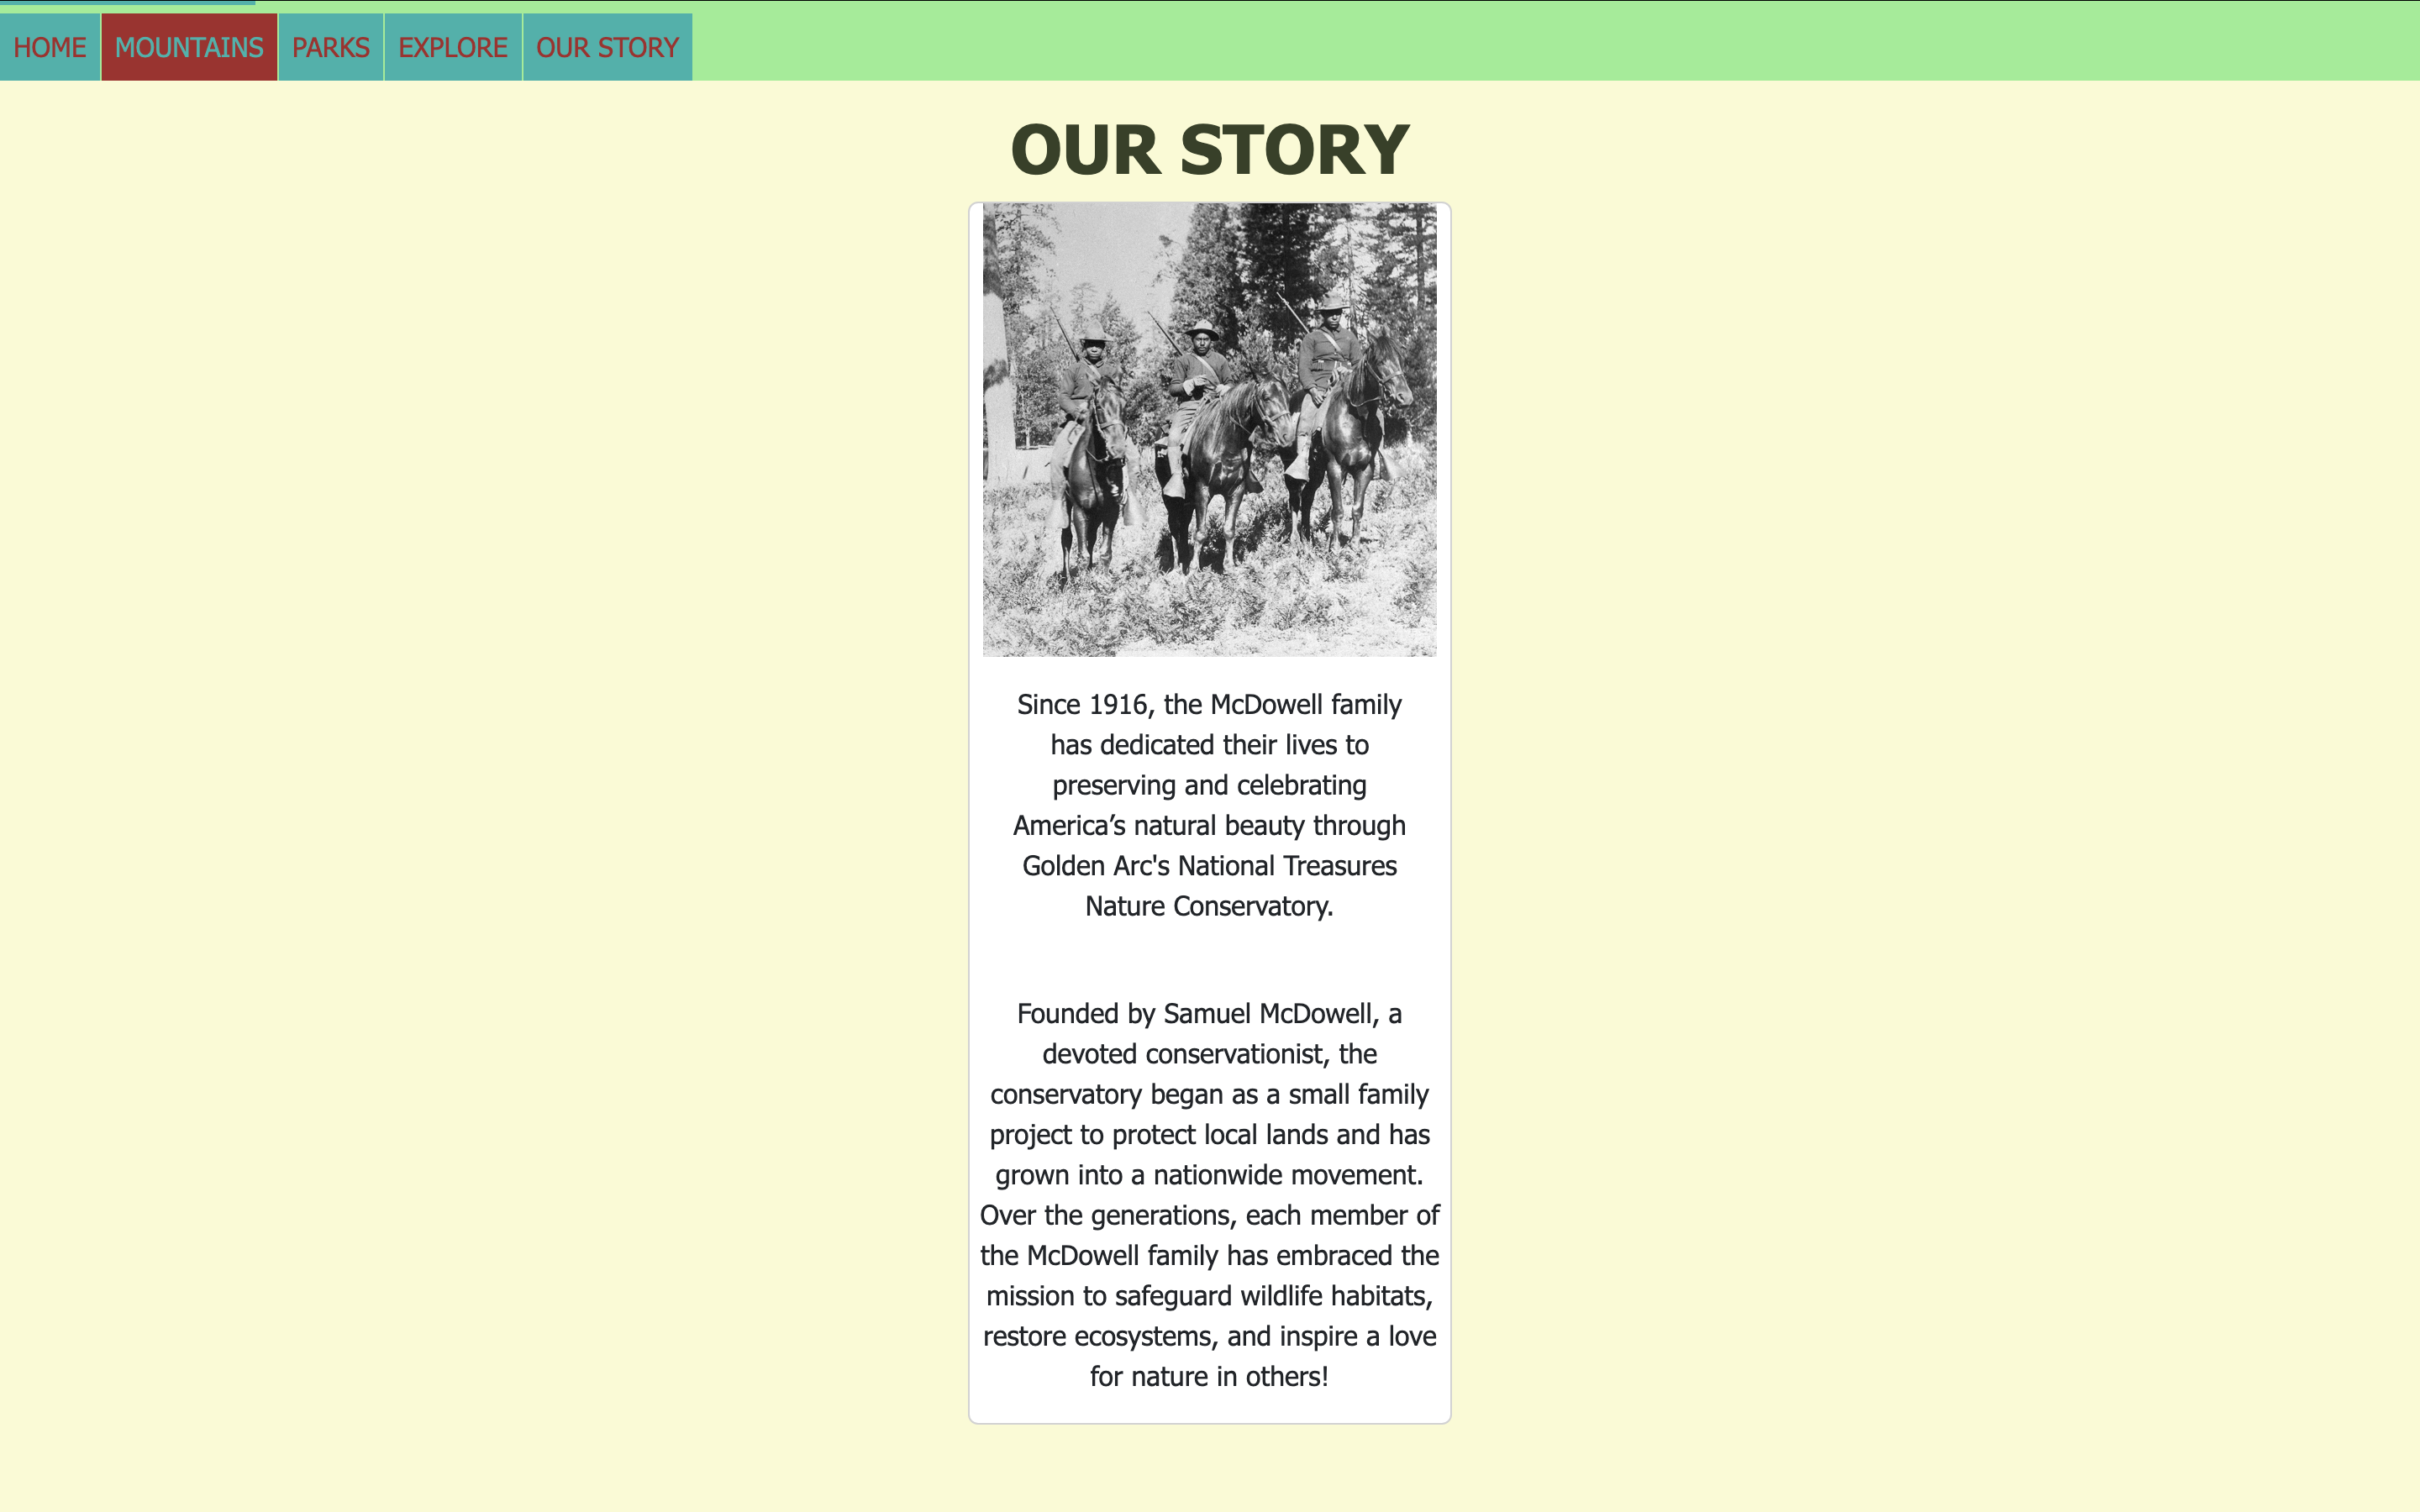 HOME MOUNTAINS PARKS EXPLORE OUR STORY
OUR STORY
Since 1916, the McDowell family
has dedicated their lives to
preserving and celebrating
America’s natural beauty through
Golden Arc's National Treasures
Nature Conservatory.
Founded by Samuel McDowell, a
devoted conservationist, the
conservatory began as a small family
project to protect local lands and has
grown into a nationwide movement.
Over the generations, each member of
the McDowell family has embraced the
mission to safeguard wildlife habitats,
restore ecosystems, and inspire a love
for nature in others!